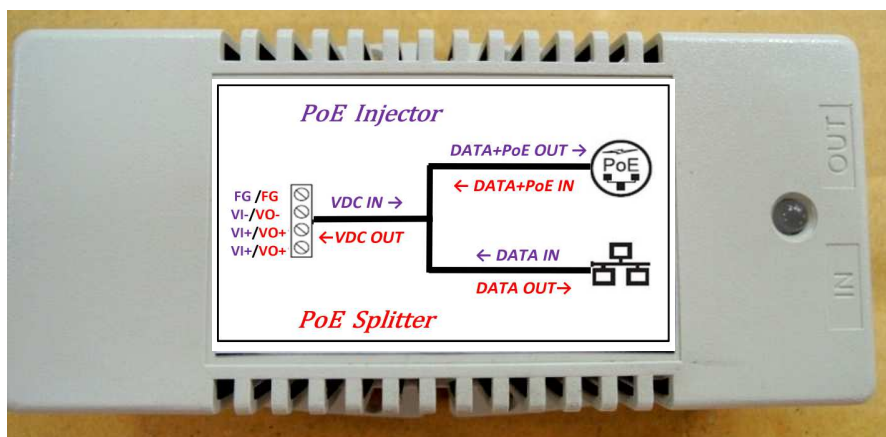 PoE Injector
DATA+PoE OUT →
PoE
← DATA+PoE IN
FG /FG
VI-/VO-
VI+/VO+
VI+/VO+
VDC IN →
←VDC OUT
← DATA IN
DATA OUT→
PoE Splitter
OUT
IN